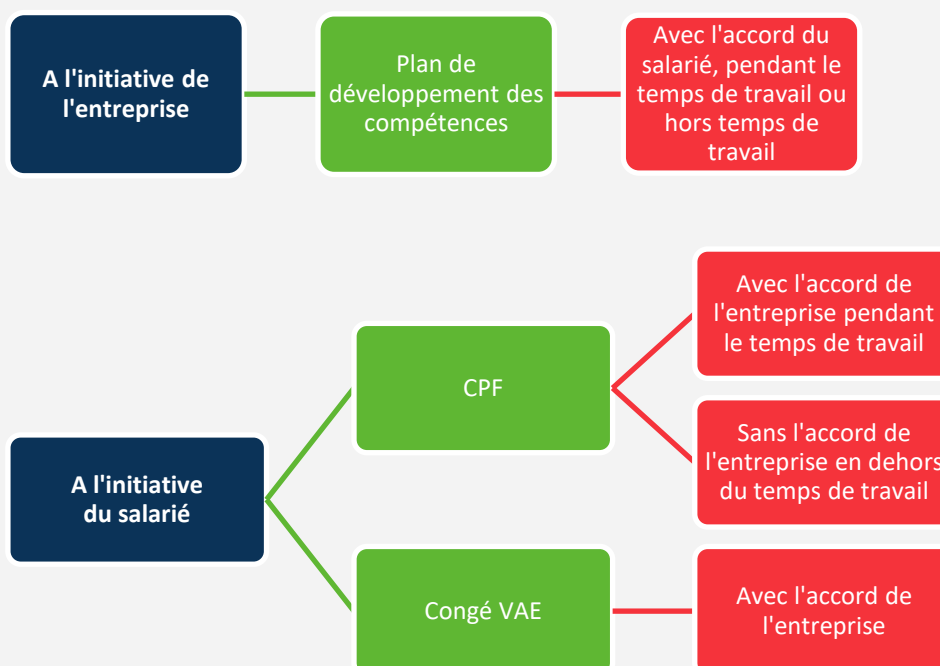 A l'initiative de
l'entreprise
Plan de
développement des
compétences
Avec l'accord du
salarié, pendant le
temps de travail ou
hors temps de
travail
A l'initiative
du salarié
CPF
Avec l'accord de
l'entreprise pendant
le temps de travail
Sans l'accord de
l'entreprise en dehors
du temps de travail
Congé VAE
Avec l'accord de
l'entreprise